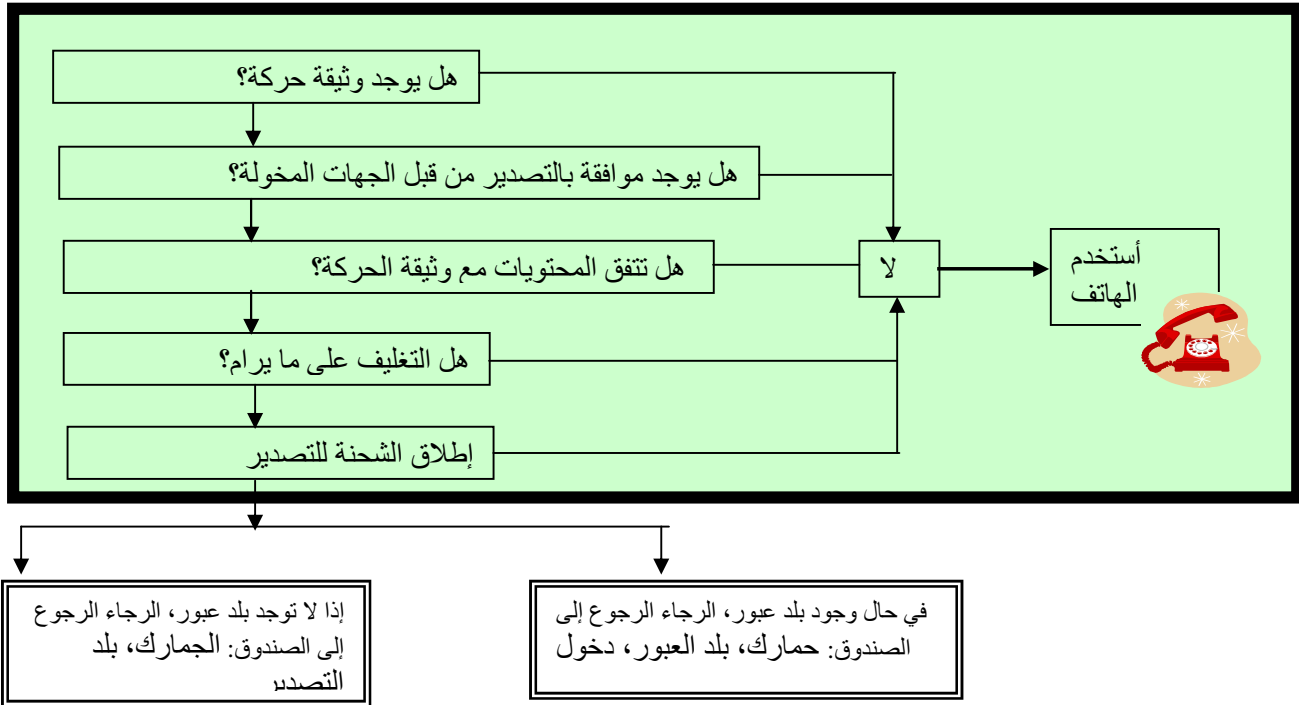 هل يوجد وثيقة حركة؟
هل يوجد موافقة بالتصدير من قبل الجهات المخولة؟
هل تتفق المحتويات مع وثيقة الحركة؟
لا
أستخدم
الهاتف
هل التغليف على ما يرام؟
إطلاق الشحنة للتصدير
في حال وجود بلد عبور، الرجاء الرجوع إلى
الصندوق: حمارك، بلد العبور، دخول
إذا لا توجد بلد عبور، الرجاء الرجوع
إلى الصندوق: الجمارك، بلد
التصدير